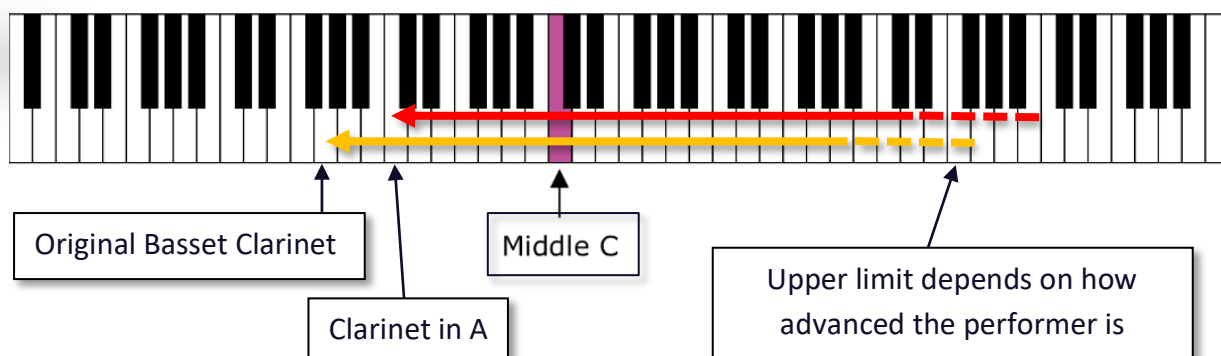 Original Basset Clarinet
Middle C
Clarinet in A
Upper limit depends on how
advanced the performer is